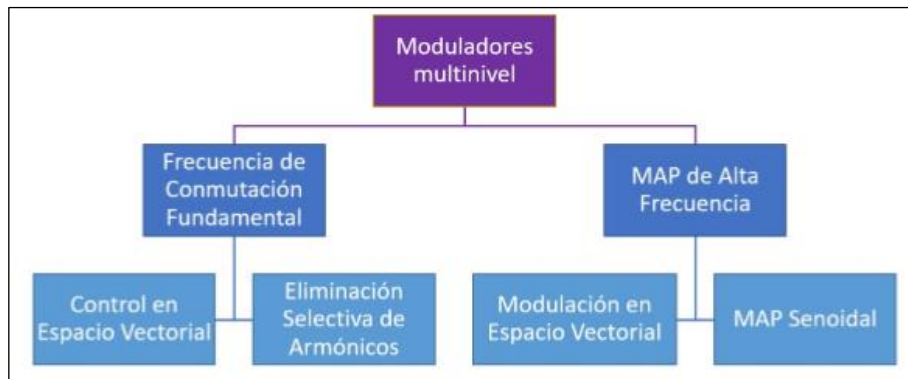 Moduladores
multinivel
Frecuencia de
Conmutación
Fundamental
MAP de Alta
Frecuencia
Control en
Espacio Vectorial
Eliminación
Selectiva de
Armónicos
Modulación en
Espacio Vectorial
MAP Senoidal